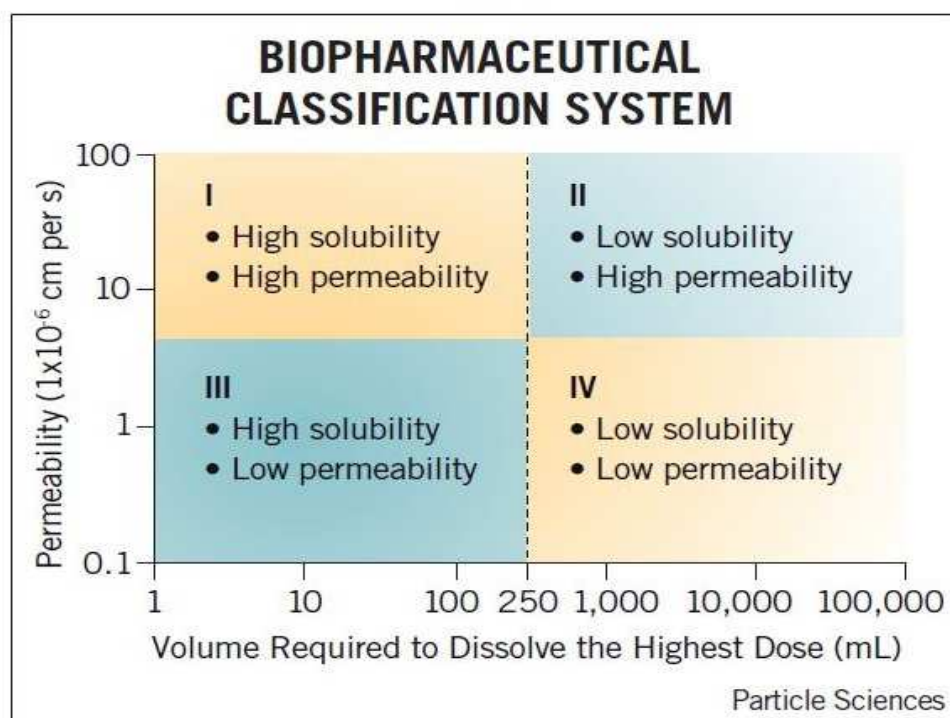 BIOPHARMACEUTICAL
CLASSIFICATION SYSTEM
Permeability (1x10⁻⁶ cm per s)
100
10
1
0.1
I
• High solubility
• High permeability
II
• Low solubility
• High permeability
III
• High solubility
• Low permeability
IV
• Low solubility
• Low permeability
1 10 100 250 1,000 10,000 100,000
Volume Required to Dissolve the Highest Dose (mL)
Particle Sciences